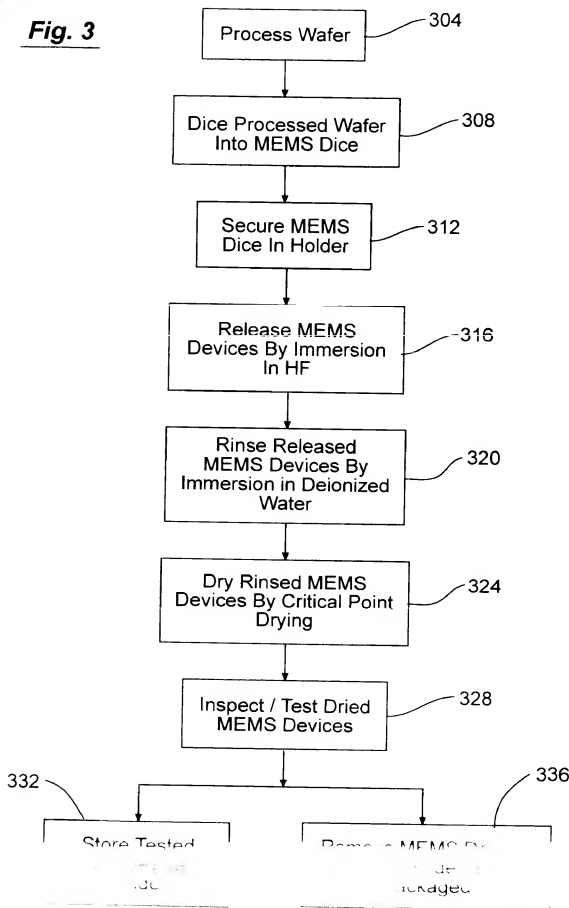 Fig. 3
Process Wafer
304
Dice Processed Wafer
Into MEMS Dice
308
Secure MEMS
Dice In Holder
312
Release MEMS
Devices By Immersion
In HF
316
Rinse Released
MEMS Devices By
Immersion in Deionized
Water
320
Dry Rinsed MEMS
Devices By Critical Point
Drying
324
Inspect / Test Dried
MEMS Devices
328
332
336
Store Tested
MEMS